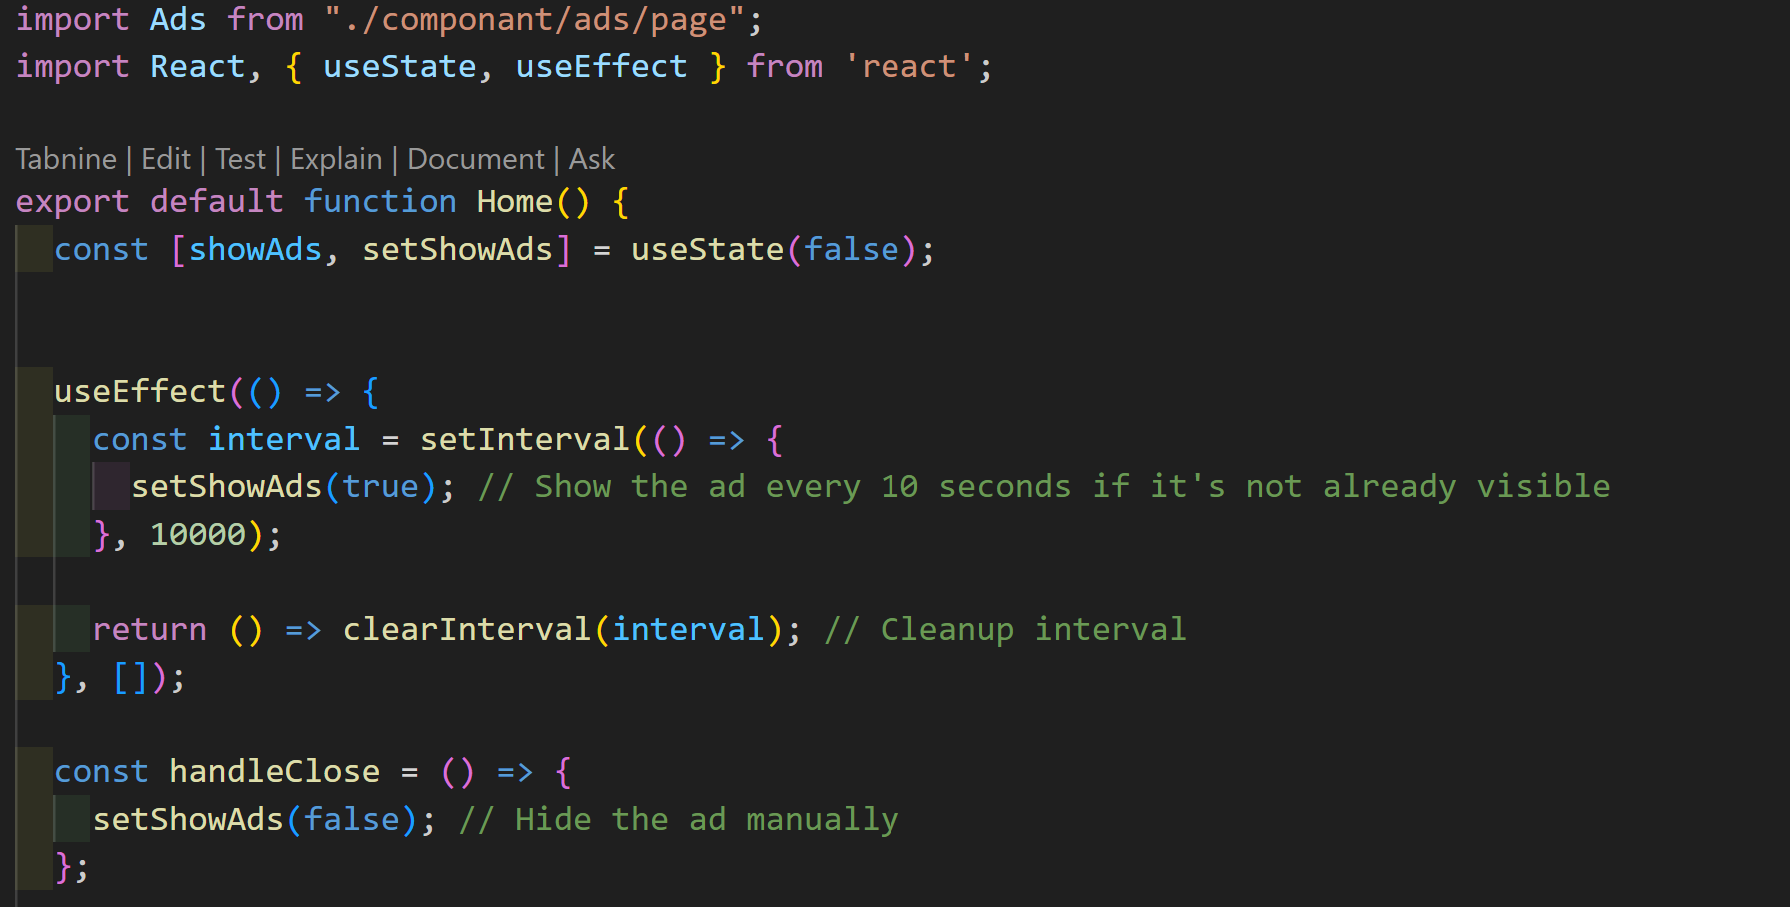 import Ads from "./componant/ads/page";
import React, { useState, useEffect } from 'react';
Tabnine | Edit | Test | Explain | Document | Ask
export default function Home() {
const [showAds, setShowAds] = useState(false);
useEffect(() => {
const interval = setInterval(() => {
setShowAds(true); // Show the ad every 10 seconds if it's not already visible
}, 10000);
return () => clearInterval(interval); // Cleanup interval
}, []);
const handleClose = () => {
setShowAds(false); // Hide the ad manually
};